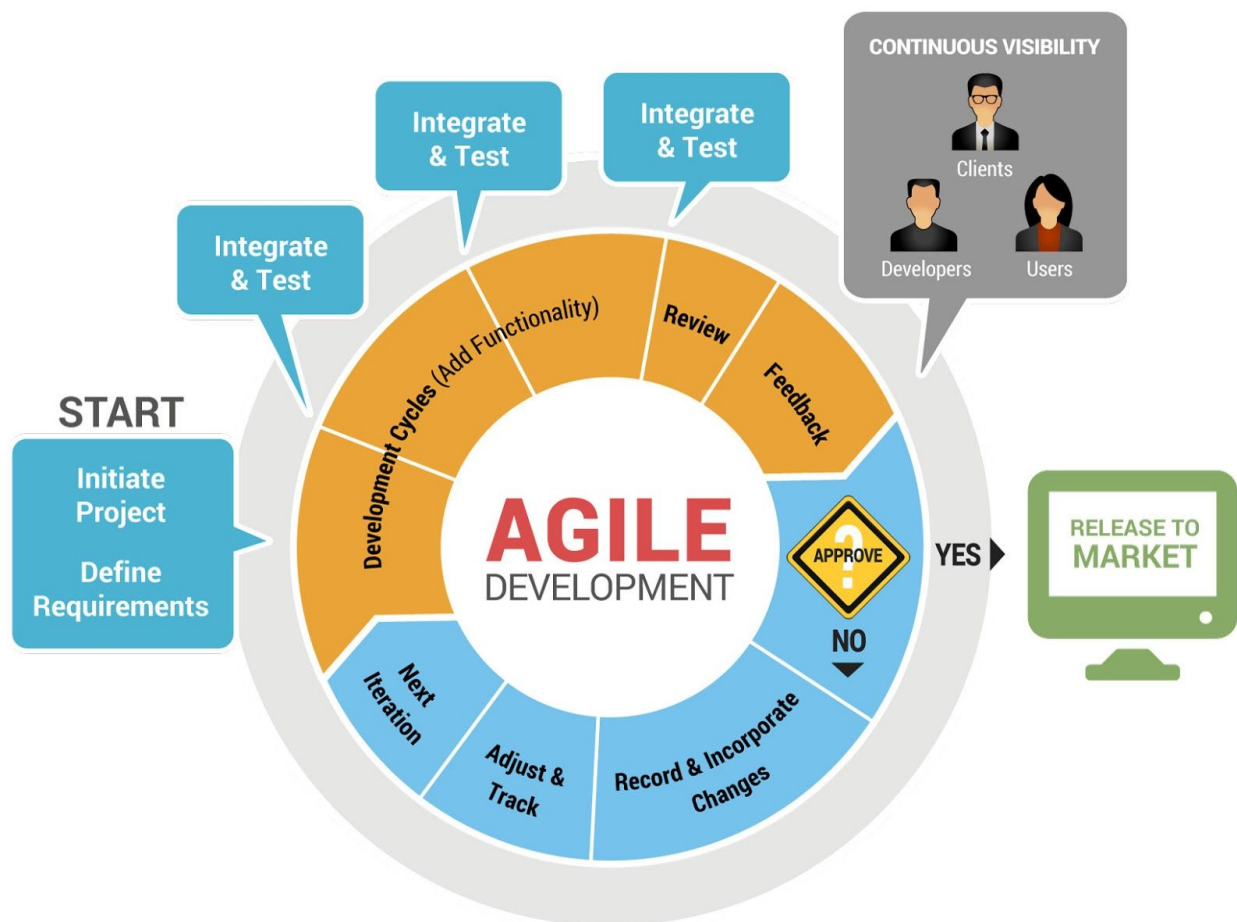 START
Initiate
Project
Define
Requirements
Integrate
& Test
Integrate
& Test
Integrate
& Test
CONTINUOUS VISIBILITY
Clients
Developers
Users
Development Cycles (Add Functionality)
Review
Feedback
?
APPROVE
YES
RELEASE TO
MARKET
NO
Record & Incorporate
Changes
Adjust &
Track
Next
Iteration
AGILE
DEVELOPMENT